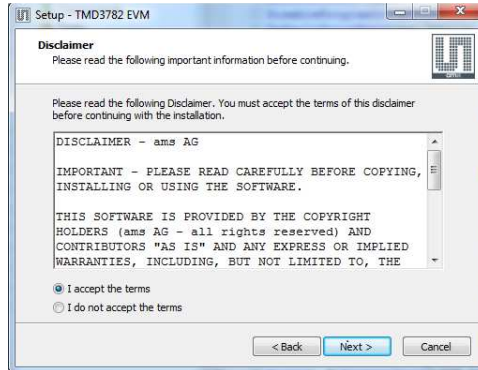 Setup - TMD3782 EVM
Disclaimer
Please read the following important information before continuing.
Please read the following Disclaimer. You must accept the terms of this disclaimer
before continuing with the installation.
DISCLAIMER - ams AG
IMPORTANT - PLEASE READ CAREFULLY BEFORE COPYING,
INSTALLING OR USING THE SOFTWARE.
THIS SOFTWARE IS PROVIDED BY THE COPYRIGHT
HOLDERS (ams AG - all rights reserved) AND
CONTRIBUTORS "AS IS" AND ANY EXPRESS OR IMPLIED
WARRANTIES, INCLUDING, BUT NOT LIMITED TO, THE
I accept the terms
I do not accept the terms
< Back Next > Cancel